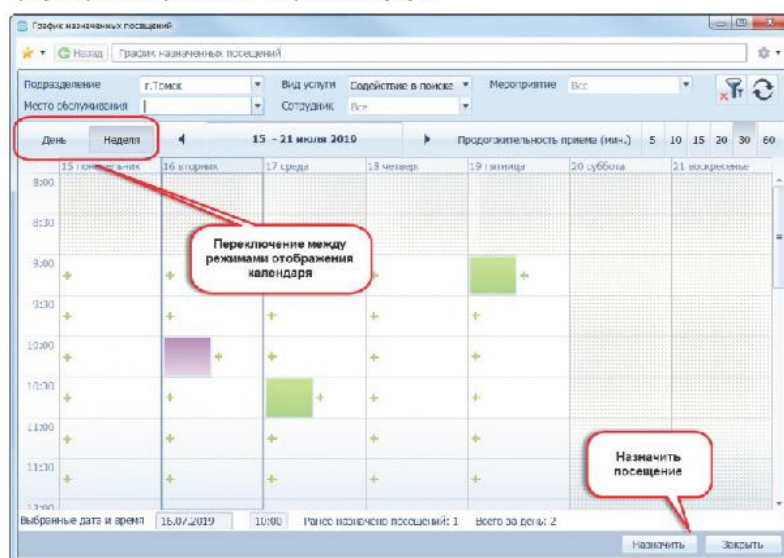 График назначенных посещений
Назад График назначенных посещений
Подразделение г.Томск Вид услуги Содействие в поиске Мероприятие Все
Место обслуживания Сотрудник Все
День Неделя 15 - 21 июля 2019 Продолжительность приема (мин.) 5 10 15 20 30 60
15 понедельник 16 вторник 17 среда 18 четверг 19 пятница 20 суббота 21 воскресенье
8:00
8:30
Переключение между
режимами отображения
календаря
9:00
9:30
10:00
10:30
11:00
11:30
Назначить
посещение
12:00
Выбранные дата и время 16.07.2019 10:00 Ранее назначено посещений: 1 Всего за день: 2
Назначить Закрыть